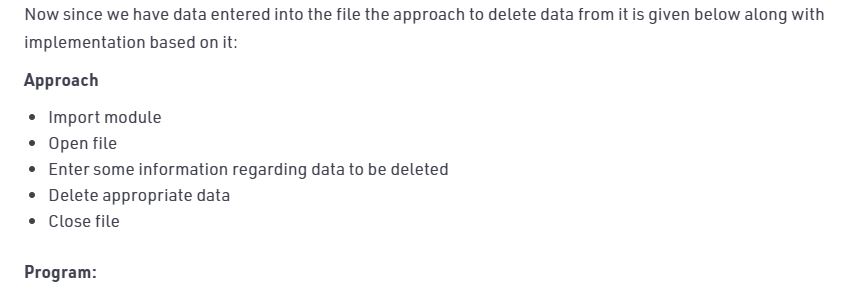 Now since we have data entered into the file the approach to delete data from it is given below along with
implementation based on it:
Approach
• Import module
• Open file
• Enter some information regarding data to be deleted
• Delete appropriate data
• Close file
Program: